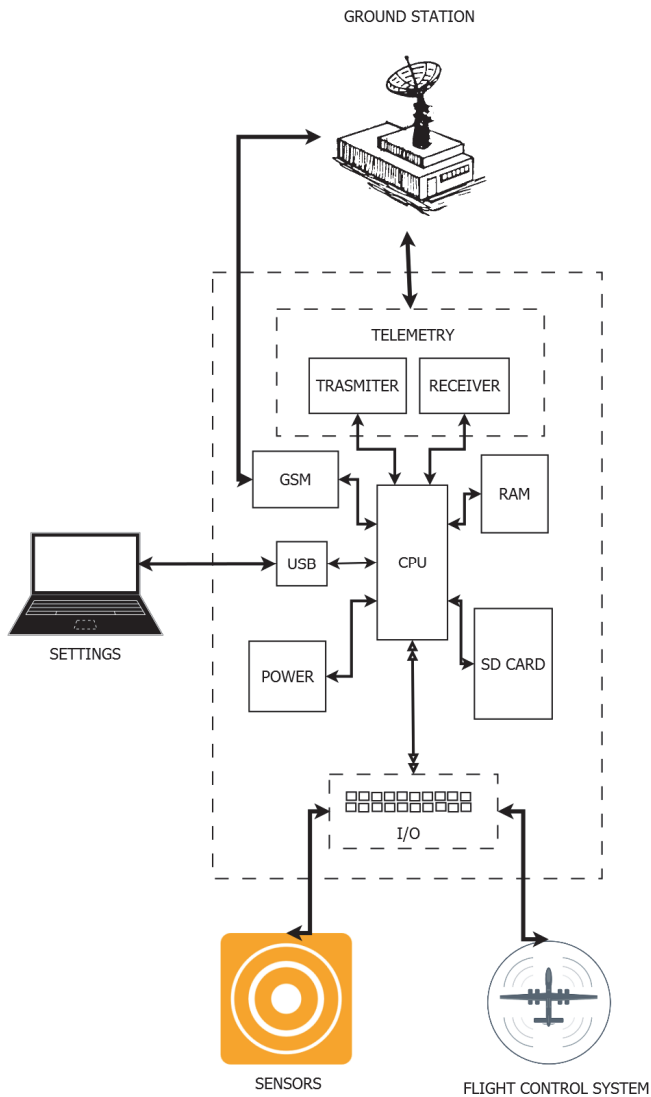 GROUND STATION
TELEMETRY
TRASMITER
RECEIVER
GSM
RAM
USB
CPU
SETTINGS
POWER
SD CARD
I/O
SENSORS
FLIGHT CONTROL SYSTEM